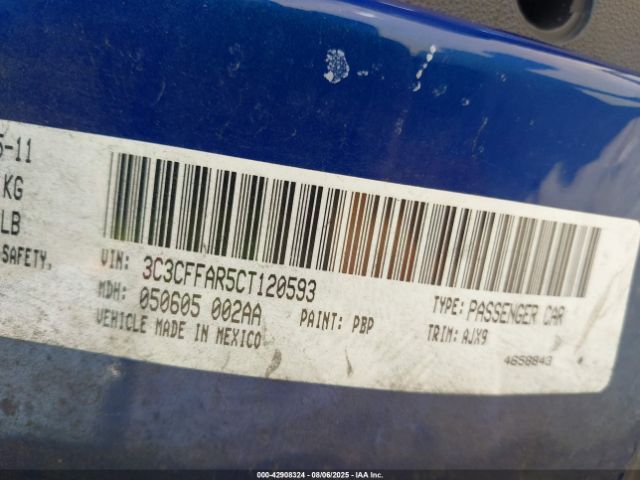 5-11
KG
LB
SAFETY,
VIN: 3C3CFFAR5CT120593
MDH: 050605 002AA
PAINT: PBP
TYPE: PASSENGER CAR
VEHICLE MADE IN MEXICO
TRIM: AJX9
4658843
000-42908324 | 08/06/2025 | IAA Inc.